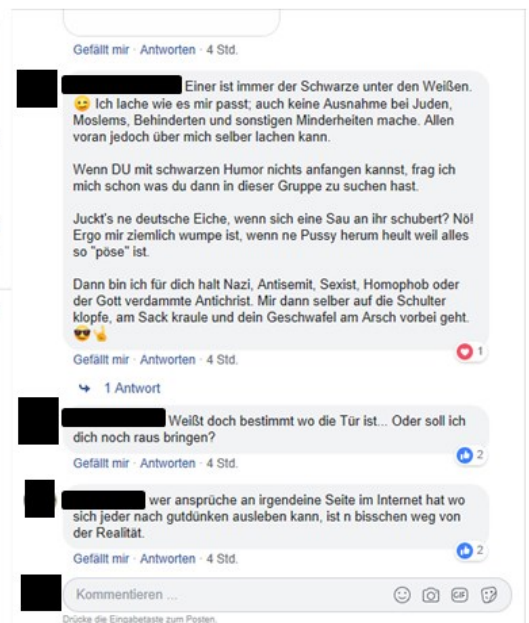 Gefällt mir · Antworten · 4 Std.
Einer ist immer der Schwarze unter den Weißen.
😉 Ich lache wie es mir passt; auch keine Ausnahme bei Juden,
Moslems, Behinderten und sonstigen Minderheiten mache. Allen
voran jedoch über mich selber lachen kann.
Wenn DU mit schwarzen Humor nichts anfangen kannst, frag ich
mich schon was du dann in dieser Gruppe zu suchen hast.
Juckt's ne deutsche Eiche, wenn sich eine Sau an ihr schubert? Nö!
Ergo mir ziemlich wumpe ist, wenn ne Pussy herum heult weil alles
so "pöse" ist.
Dann bin ich für dich halt Nazi, Antisemit, Sexist, Homophob oder
der Gott verdammte Antichrist. Mir dann selber auf die Schulter
klopfe, am Sack kraule und dein Geschwafel am Arsch vorbei geht.
1
Gefällt mir · Antworten · 4 Std.
1 Antwort
Weißt doch bestimmt wo die Tür ist... Oder soll ich
dich noch raus bringen?
2
Gefällt mir · Antworten · 4 Std.
wer ansprüche an irgendeine Seite im Internet hat wo
sich jeder nach gutdünken ausleben kann, ist n bisschen weg von
der Realität.
2
Gefällt mir · Antworten · 4 Std.
Kommentieren ...
GIF
Drücke die Eingabetaste zum Posten.